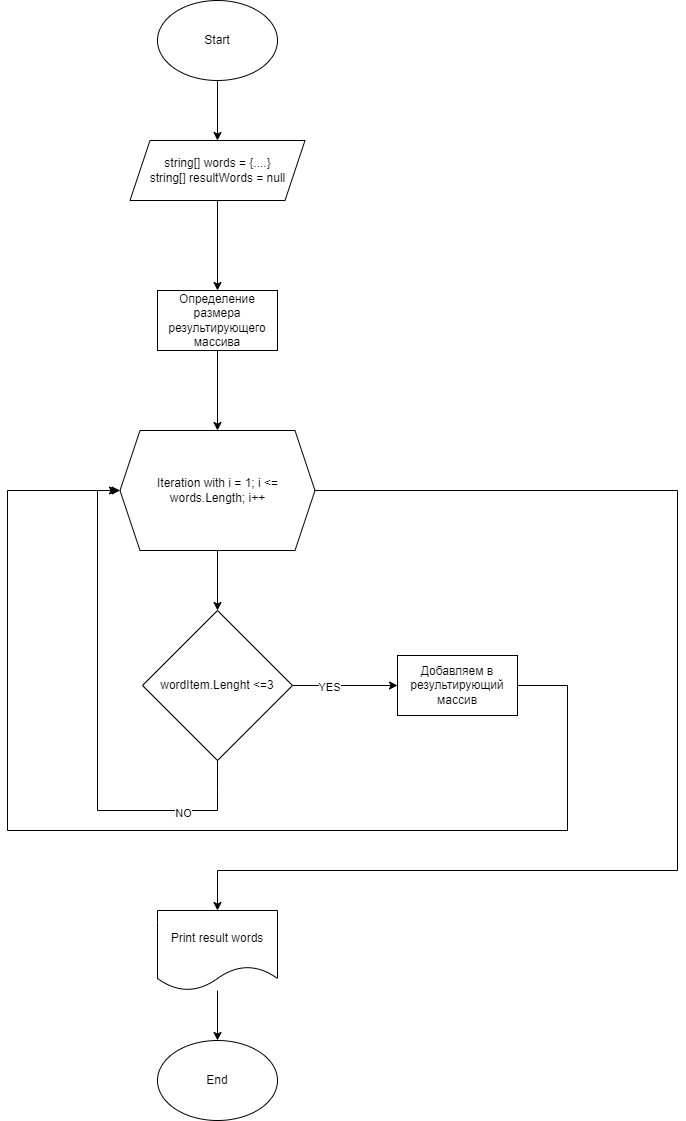 Start
string[] words = {....}
string[] resultWords = null
Определение
размера
результирующего
массива
Iteration with i = 1; i <=
words.Length; i++
wordItem.Lenght <=3
YES
Добавляем в
результирующий
массив
NO
Print result words
End